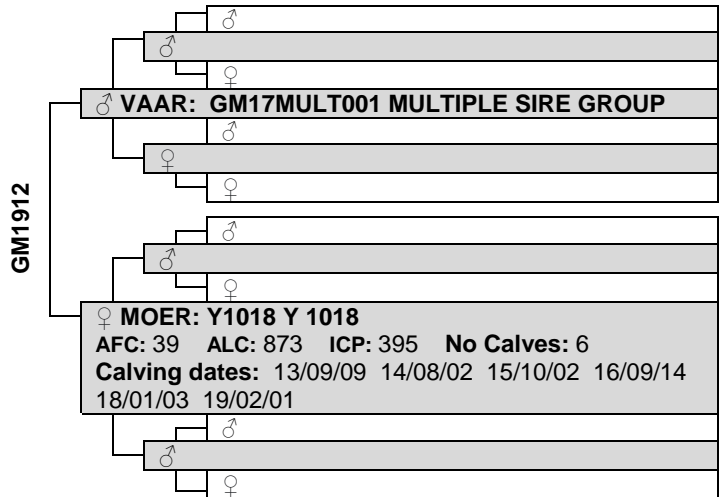 ♂
♂
♀
♂ VAAR: GM17MULT001 MULTIPLE SIRE GROUP
♂
♀
♀
GM1912
♂
♂
♀
♀ MOER: Y1018 Y 1018
AFC: 39 ALC: 873 ICP: 395 No Calves: 6
Calving dates: 13/09/09 14/08/02 15/10/02 16/09/14
18/01/03 19/02/01
♂
♂
♀